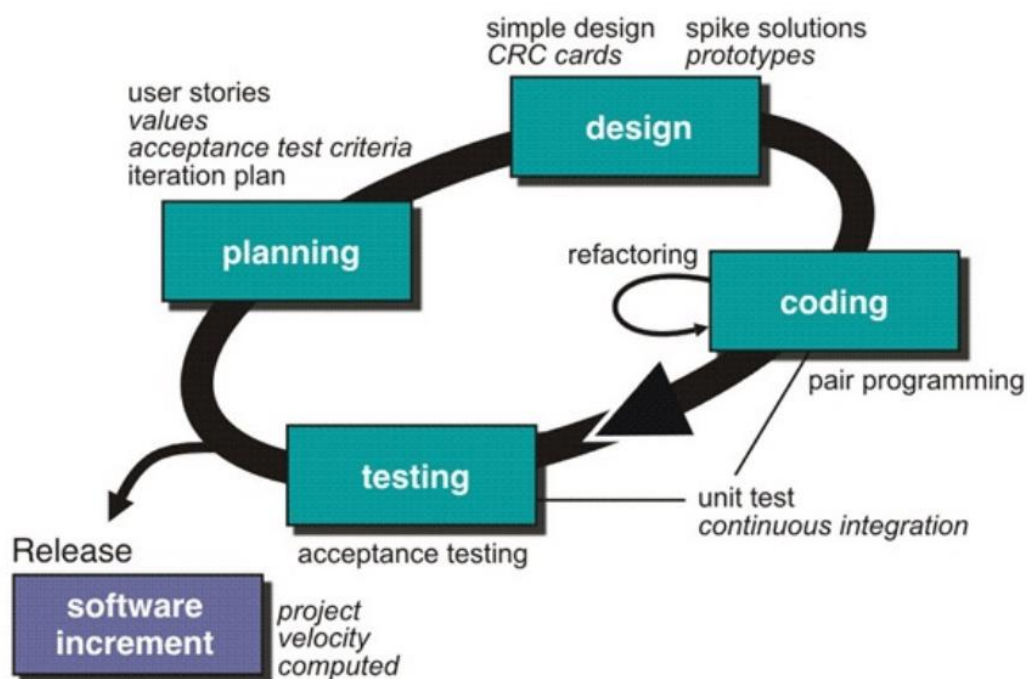 simple design
CRC cards
spike solutions
prototypes
design
user stories
values
acceptance test criteria
iteration plan
planning
refactoring
coding
pair programming
testing
unit test
continuous integration
acceptance testing
Release
software
increment
project
velocity
computed